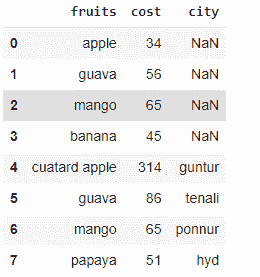 fruits cost city
0 apple 34 NaN
1 guava 56 NaN
2 mango 65 NaN
3 banana 45 NaN
4 cuatard apple 314 guntur
5 guava 86 tenali
6 mango 65 ponnur
7 papaya 51 hyd